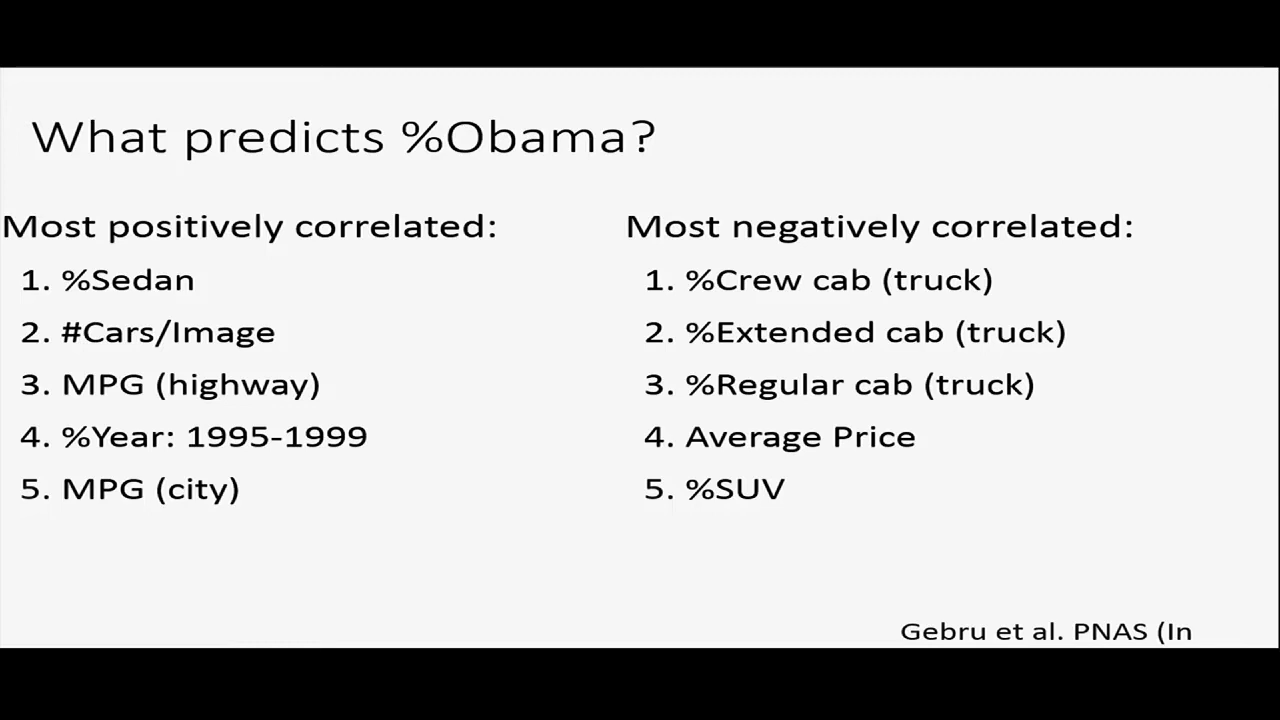 What predicts %Obama?
Most positively correlated:
1. %Sedan
2. #Cars/Image
3. MPG (highway)
4. %Year: 1995-1999
5. MPG (city)
Most negatively correlated:
1. %Crew cab (truck)
2. %Extended cab (truck)
3. %Regular cab (truck)
4. Average Price
5. %SUV
Gebru et al. PNAS (In